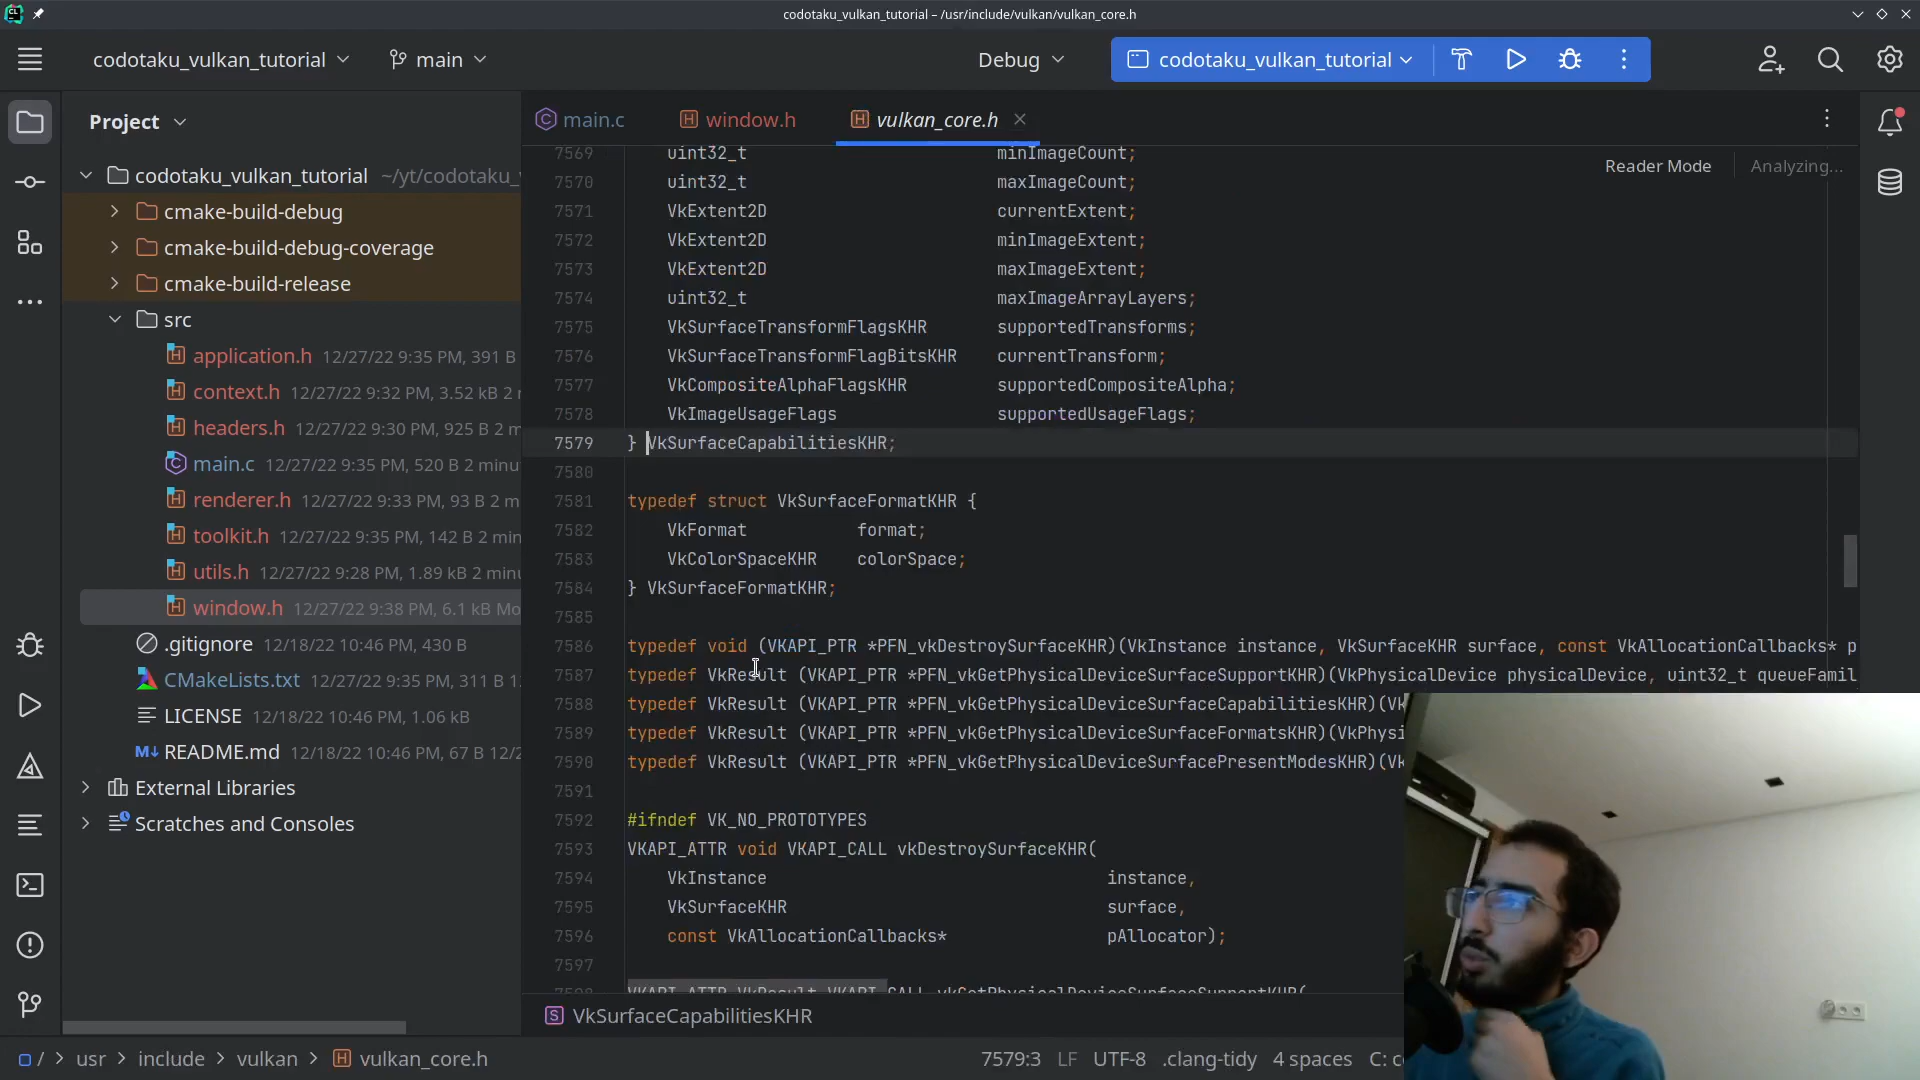 codotaku_vulkan_tutorial – /usr/include/vulkan/vulkan_core.h
codotaku_vulkan_tutorial
main
Debug
codotaku_vulkan_tutorial
Project
main.c
window.h
vulkan_core.h
Reader Mode
Analyzing...
codotaku_vulkan_tutorial ~/yt/codotaku_
cmake-build-debug
cmake-build-debug-coverage
cmake-build-release
src
application.h 12/27/22 9:35 PM, 391 B
context.h 12/27/22 9:32 PM, 3.52 kB 2
headers.h 12/27/22 9:30 PM, 925 B 2 m
main.c 12/27/22 9:35 PM, 520 B 2 minu
renderer.h 12/27/22 9:33 PM, 93 B 2 m
toolkit.h 12/27/22 9:35 PM, 142 B 2 min
utils.h 12/27/22 9:28 PM, 1.89 kB 2 minu
window.h 12/27/22 9:38 PM, 6.1 kB Mo
.gitignore 12/18/22 10:46 PM, 430 B
CMakeLists.txt 12/27/22 9:35 PM, 311 B 1
LICENSE 12/18/22 10:46 PM, 1.06 kB
README.md 12/18/22 10:46 PM, 67 B 12/2
External Libraries
Scratches and Consoles
7569 uint32_t minImageCount;
7570 uint32_t maxImageCount;
7571 VkExtent2D currentExtent;
7572 VkExtent2D minImageExtent;
7573 VkExtent2D maxImageExtent;
7574 uint32_t maxImageArrayLayers;
7575 VkSurfaceTransformFlagsKHR supportedTransforms;
7576 VkSurfaceTransformFlagBitsKHR currentTransform;
7577 VkCompositeAlphaFlagsKHR supportedCompositeAlpha;
7578 VkImageUsageFlags supportedUsageFlags;
7579 } VkSurfaceCapabilitiesKHR;
7580
7581 typedef struct VkSurfaceFormatKHR {
7582 VkFormat format;
7583 VkColorSpaceKHR colorSpace;
7584 } VkSurfaceFormatKHR;
7585
7586 typedef void (VKAPI_PTR *PFN_vkDestroySurfaceKHR)(VkInstance instance, VkSurfaceKHR surface, const VkAllocationCallbacks* p
7587 typedef VkResult (VKAPI_PTR *PFN_vkGetPhysicalDeviceSurfaceSupportKHR)(VkPhysicalDevice physicalDevice, uint32_t queueFamil
7588 typedef VkResult (VKAPI_PTR *PFN_vkGetPhysicalDeviceSurfaceCapabilitiesKHR)(Vk
7589 typedef VkResult (VKAPI_PTR *PFN_vkGetPhysicalDeviceSurfaceFormatsKHR)(VkPhysi
7590 typedef VkResult (VKAPI_PTR *PFN_vkGetPhysicalDeviceSurfacePresentModesKHR)(Vk
7591
7592 #ifndef VK_NO_PROTOTYPES
7593 VKAPI_ATTR void VKAPI_CALL vkDestroySurfaceKHR(
7594 VkInstance instance,
7595 VkSurfaceKHR surface,
7596 const VkAllocationCallbacks* pAllocator);
7597
7598 VKAPI_ATTR VkResult VKAPI_CALL vkGetPhysicalDeviceSurfaceSupportKHR(
VkSurfaceCapabilitiesKHR
/ > usr > include > vulkan > vulkan_core.h
7579:3 LF UTF-8 .clang-tidy 4 spaces C: c